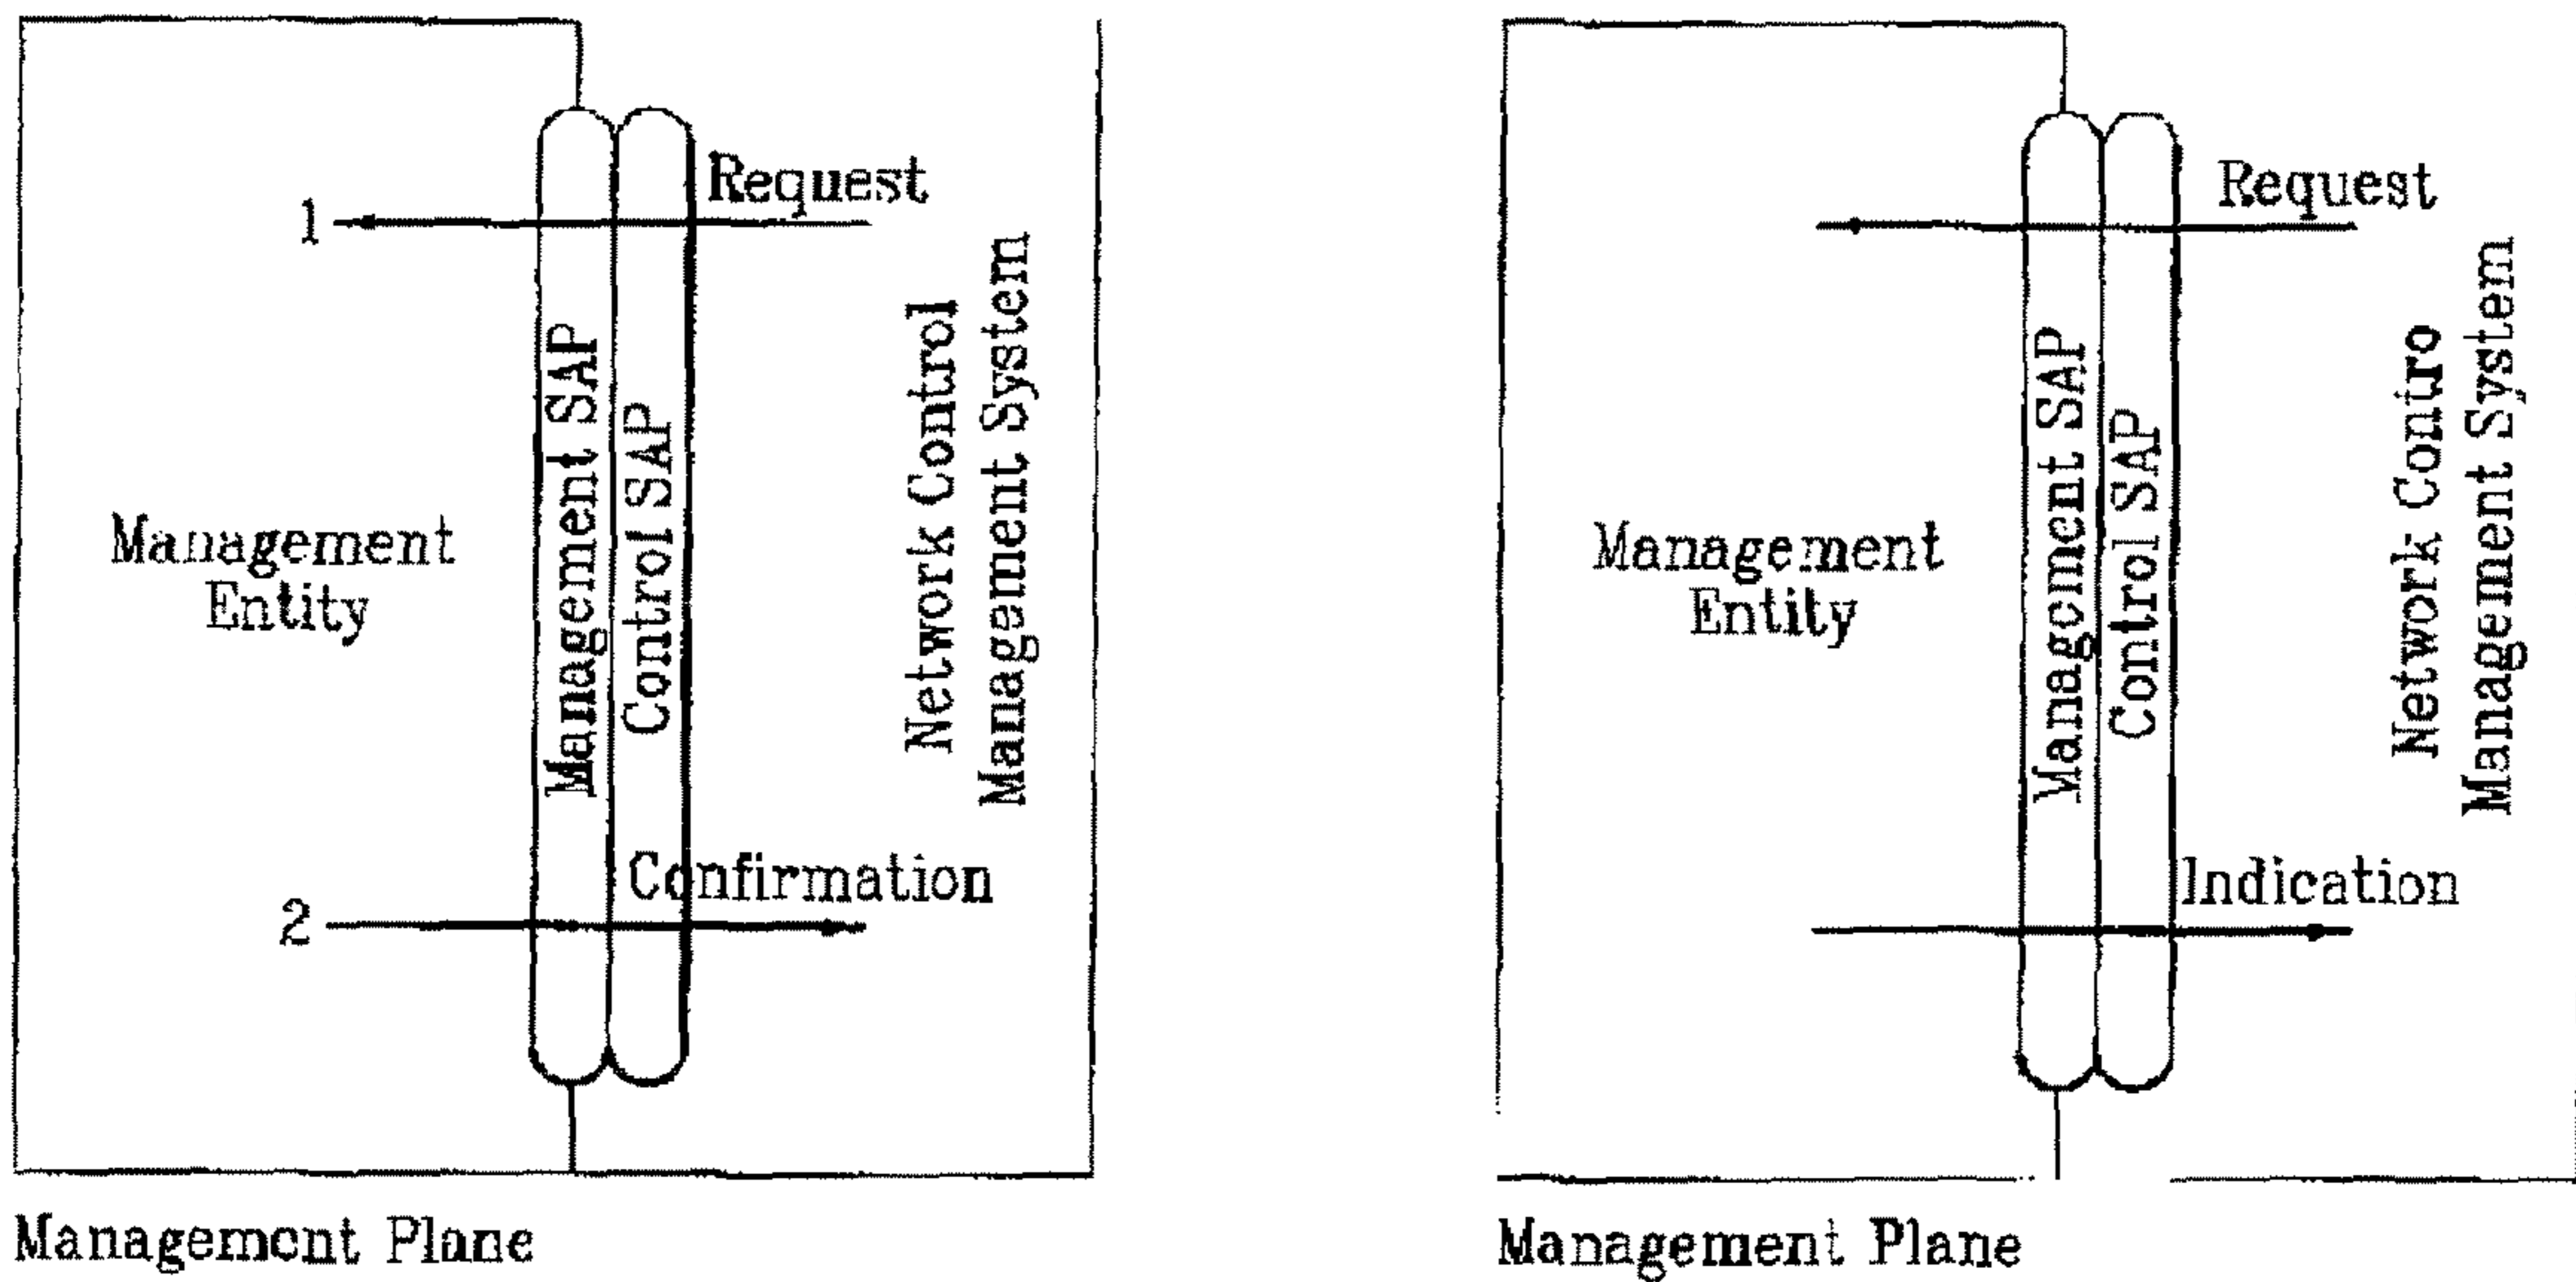 Request
1
Management SAP
Control SAP
Network Control
Management System
Management
Entity
Confirmation
2
Management Plane
Request
Management SAP
Control SAP
Network Contro
Management System
Management
Entity
Indication
Management Plane